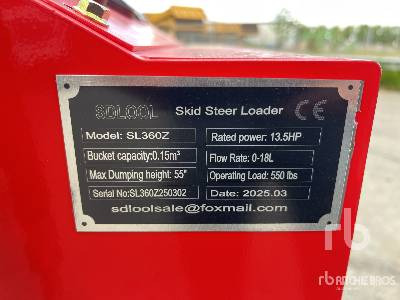 SDLOOL Skid Steer Loader CE
Model: SL360Z
Rated power: 13.5HP
Bucket capacity:0.15m³
Flow Rate: 0-18L
Max Dumping height: 55"
Operating Load: 550 lbs
Serial No:SL360Z250302
Date: 2025.03
sdloolsale@foxmail.com
rb
rb RITCHIE BROS